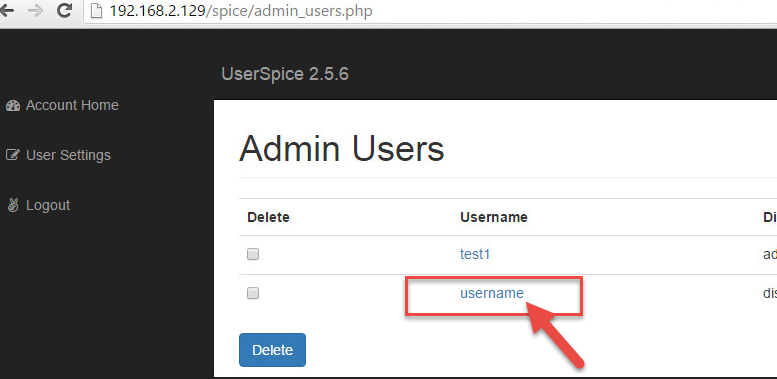 192.168.2.129/spice/admin_users.php
UserSpice 2.5.6
Account Home
User Settings
Logout
Admin Users
Delete Username Di
test1 ad
username dis
Delete